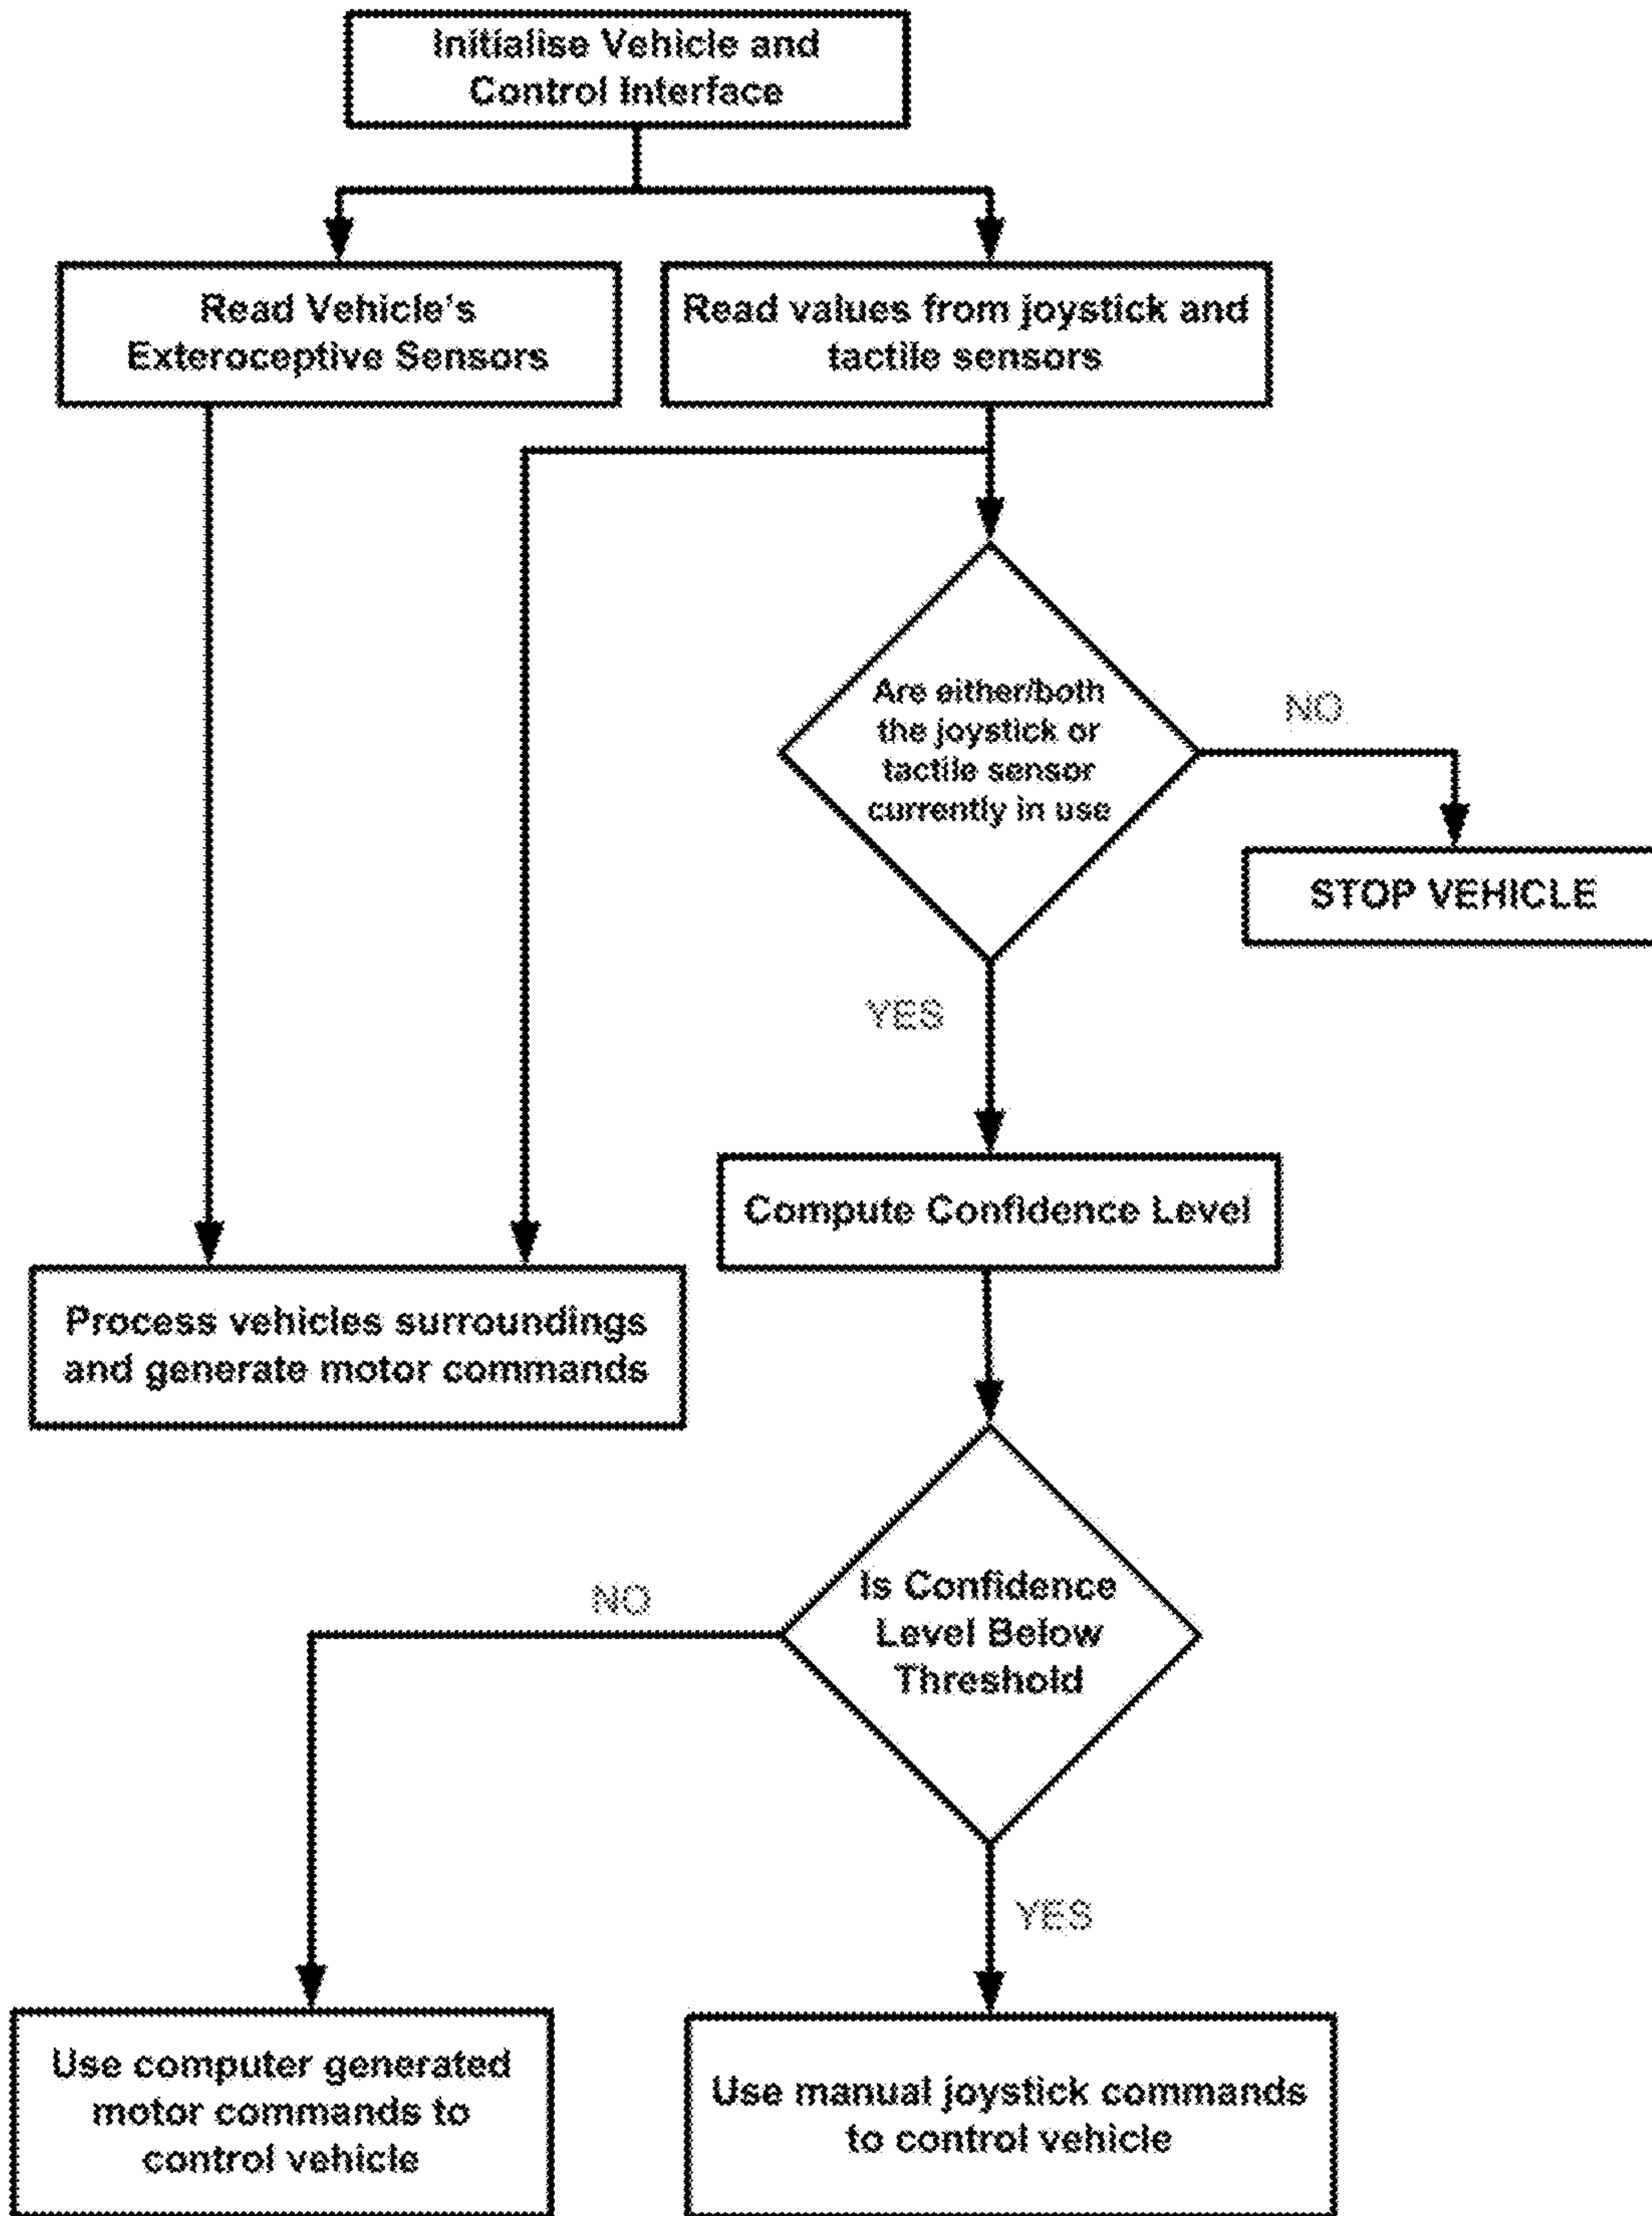 Initialise Vehicle and
Control Interface
Read Vehicle's
Exteroceptive Sensors
Read values from joystick and
tactile sensors
Are either/both
the joystick or
tactile sensor
currently in use
NO
STOP VEHICLE
YES
Compute Confidence Level
Process vehicles surroundings
and generate motor commands
Is Confidence
Level Below
Threshold
NO
YES
Use computer generated
motor commands to
control vehicle
Use manual joystick commands
to control vehicle